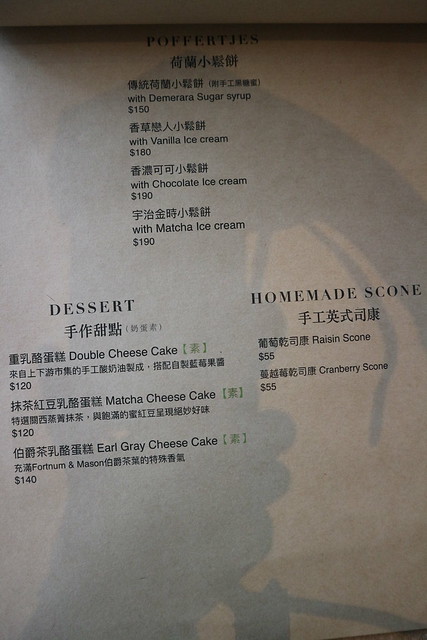 POFFERTJES
荷蘭小鬆餅
傳統荷蘭小鬆餅（附手工黑糖蜜）
with Demerara Sugar syrup
$150
香草戀人小鬆餅
with Vanilla Ice cream
$180
香濃可可小鬆餅
with Chocolate Ice cream
$190
宇治金時小鬆餅
with Matcha Ice cream
$190
DESSERT
手作甜點（奶蛋素）
重乳酪蛋糕 Double Cheese Cake【素】
來自上下游市集的手工酸奶油製成，搭配自製藍莓果醬
$120
抹茶紅豆乳酪蛋糕 Matcha Cheese Cake【素】
特選關西蒸菁抹茶，與飽滿的蜜紅豆呈現絕妙好味
$120
伯爵茶乳酪蛋糕 Earl Gray Cheese Cake【素】
充滿Fortnum & Mason伯爵茶葉的特殊香氣
$140
HOMEMADE SCONE
手工英式司康
葡萄乾司康 Raisin Scone
$55
蔓越莓乾司康 Cranberry Scone
$55